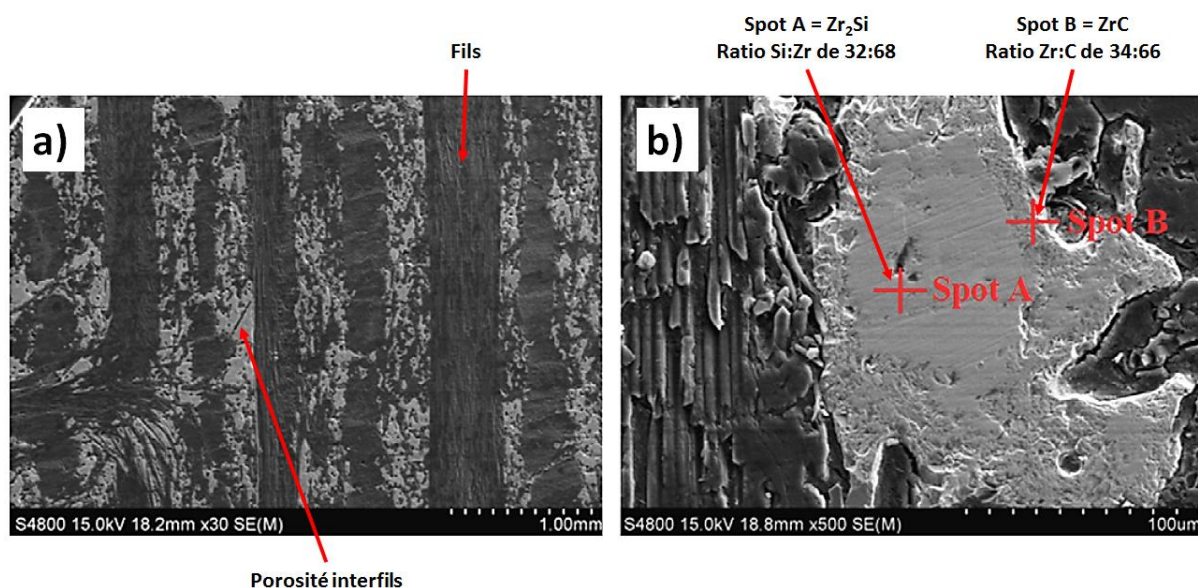 Spot A = Zr₂Si
Ratio Si:Zr de 32:68
Spot B = ZrC
Ratio Zr:C de 34:66
Fils
a)
b)
Spot B
Spot A
S4800 15.0kV 18.2mm x30 SE(M)
1.00mm
S4800 15.0kV 18.8mm x500 SE(M)
100um
Porosité interfils